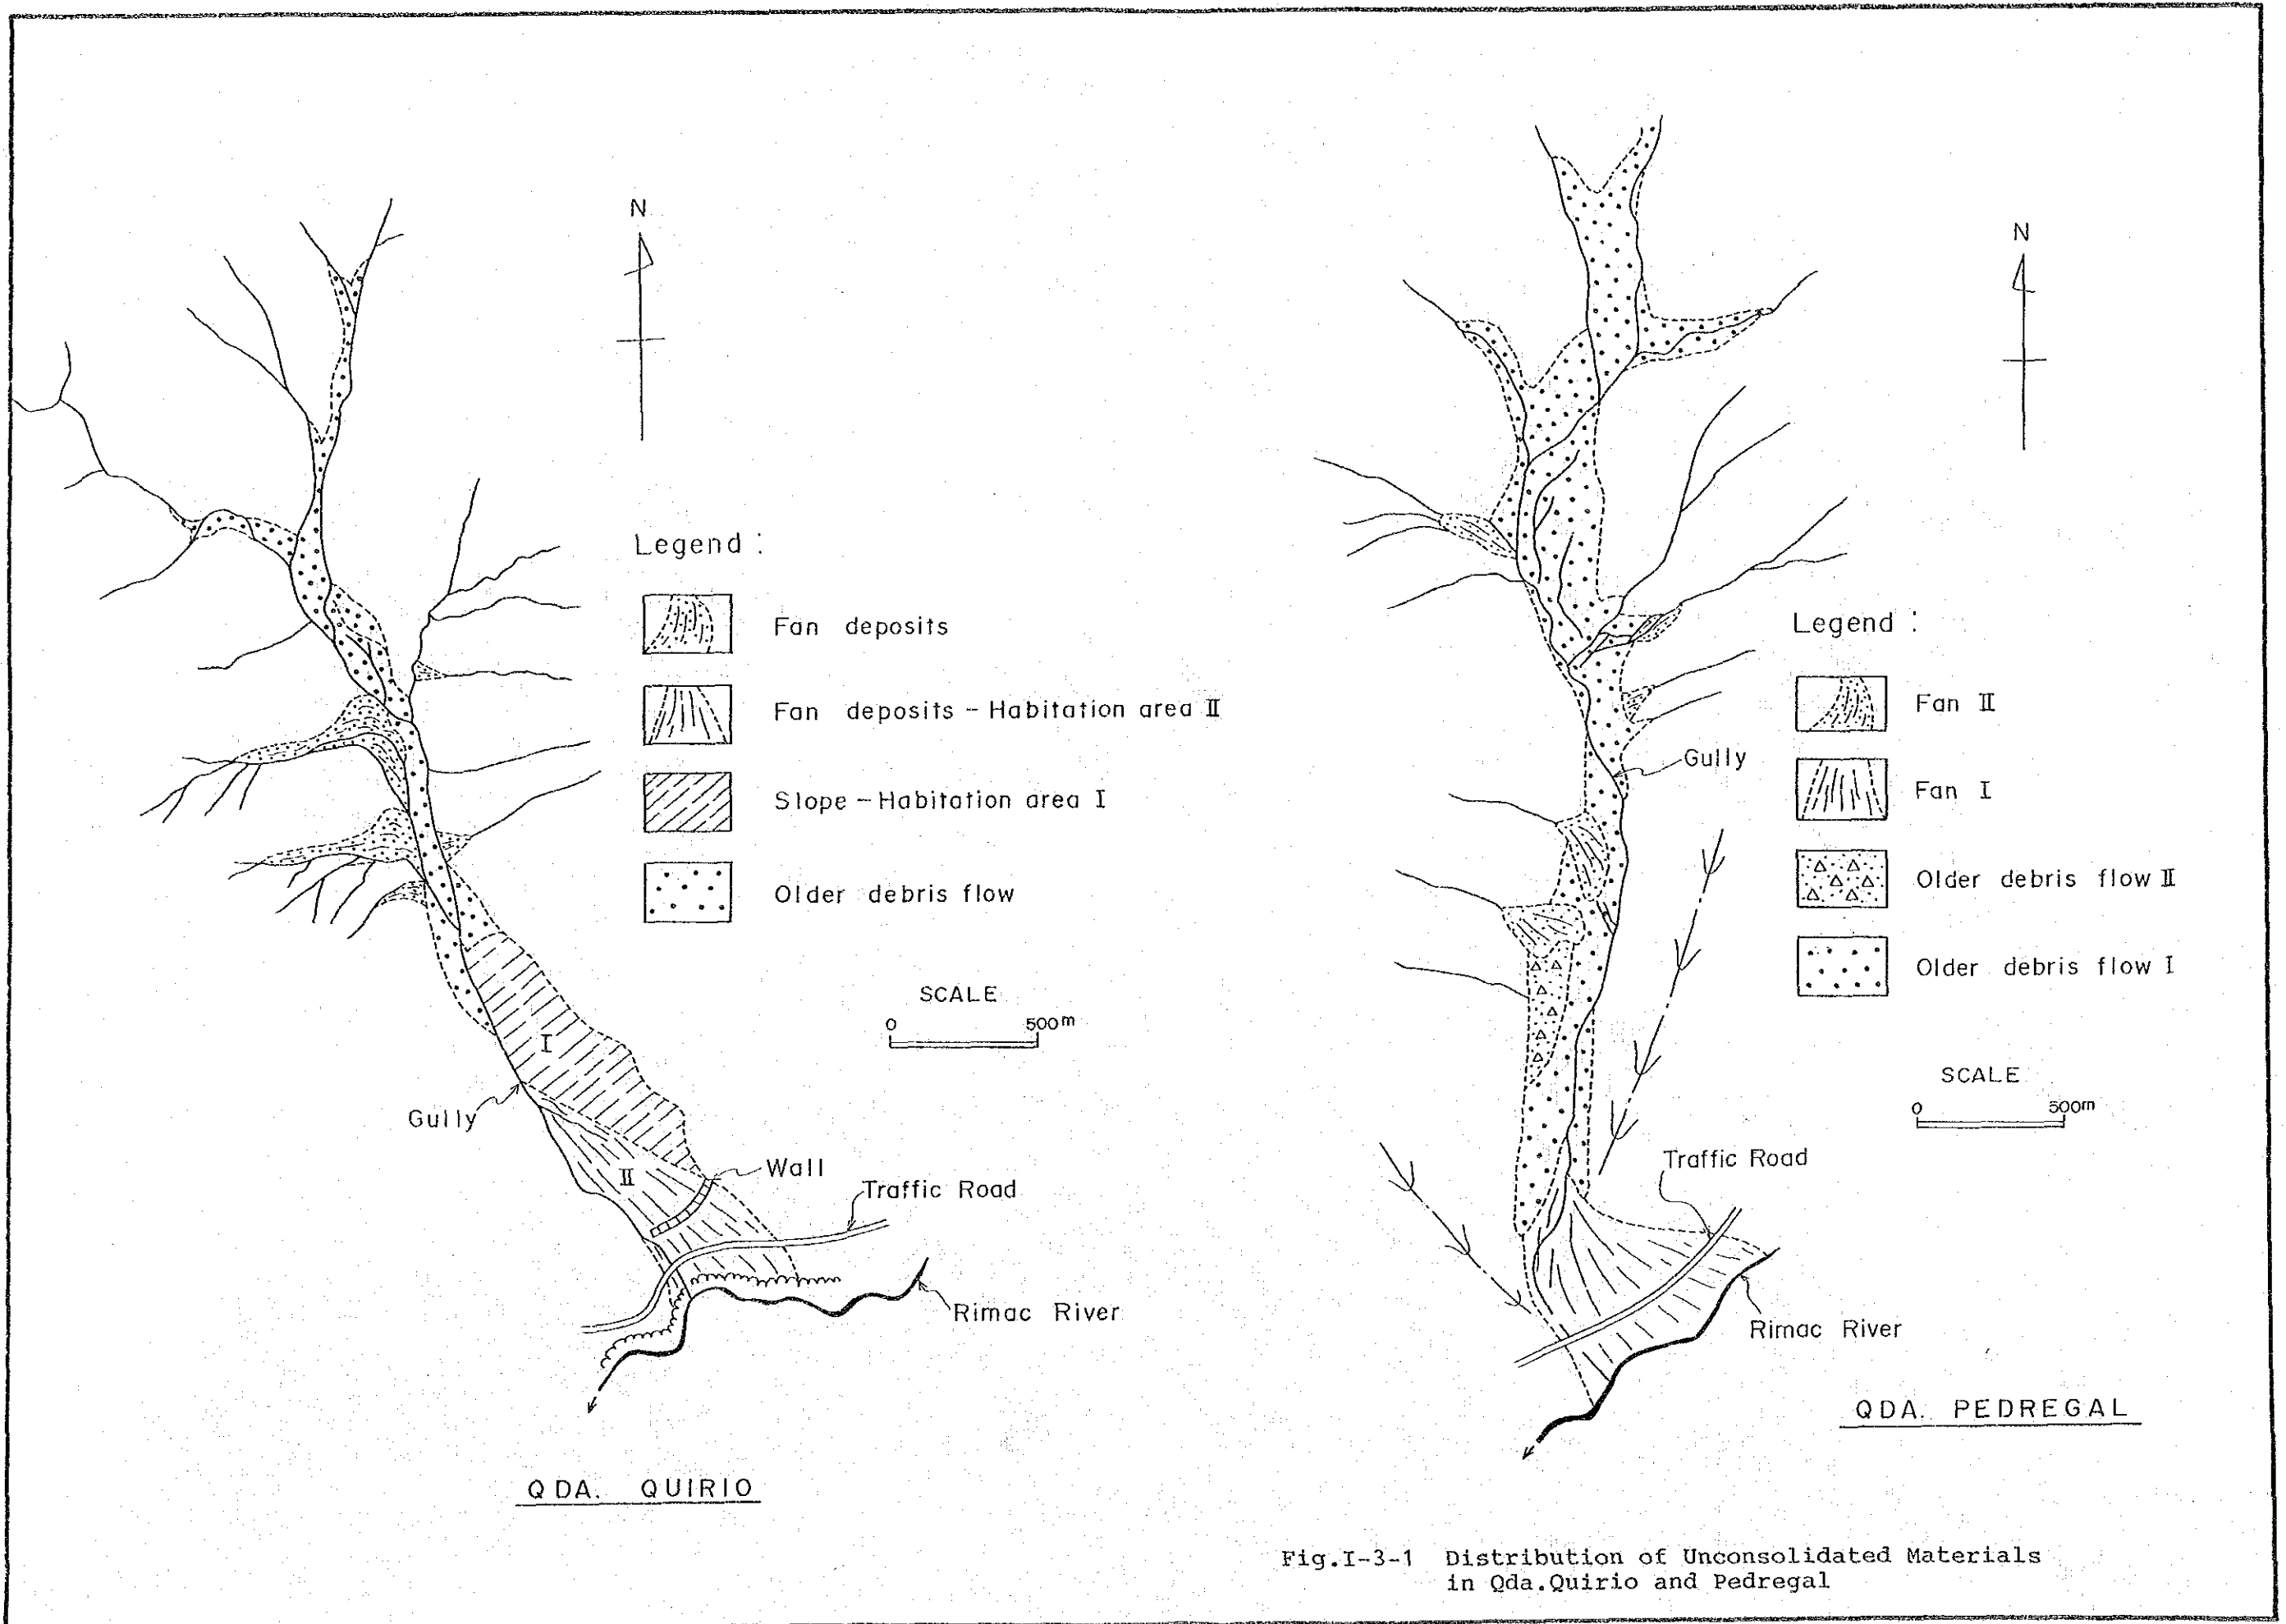 N
Legend :
Fan deposits
Fan deposits - Habitation area II
Slope - Habitation area I
Older debris flow
SCALE
0 500m
I
Gully
II
Wall
Traffic Road
Rimac River
QDA. QUIRIO
N
Gully
Legend :
Fan II
Fan I
Older debris flow II
Older debris flow I
SCALE
0 500m
Traffic Road
Rimac River
QDA. PEDREGAL
Fig.I-3-1 Distribution of Unconsolidated Materials
in Qda.Quirio and Pedregal